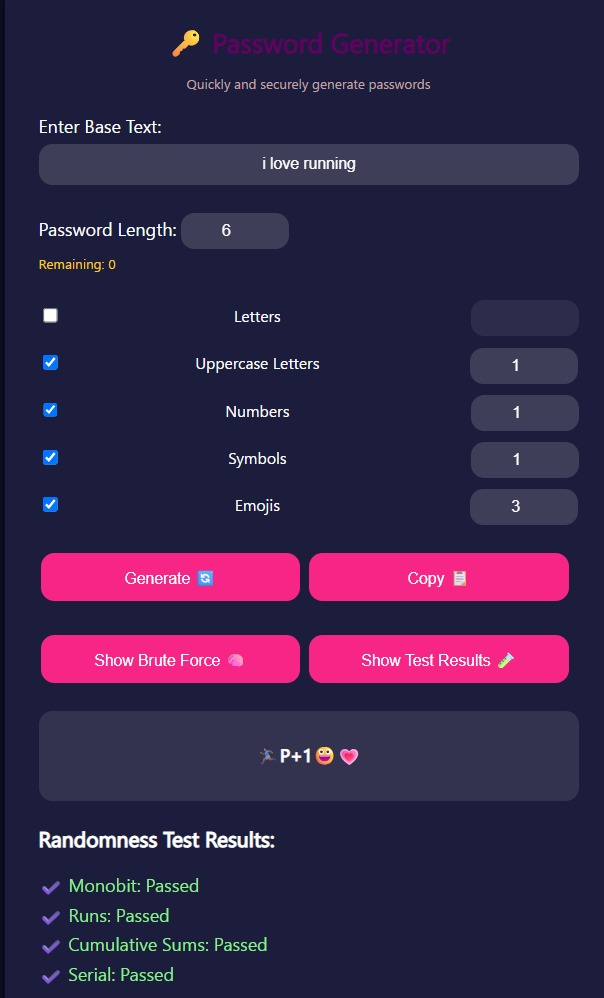 🔑 Password Generator
Quickly and securely generate passwords
Enter Base Text:
i love running
Password Length: 6
Remaining: 0
Letters
Uppercase Letters 1
Numbers 1
Symbols 1
Emojis 3
Generate 🔄 Copy 📋
Show Brute Force 🧠 Show Test Results 🧪
🏃🏿P+1😀💗
Randomness Test Results:
✔ Monobit: Passed
✔ Runs: Passed
✔ Cumulative Sums: Passed
✔ Serial: Passed